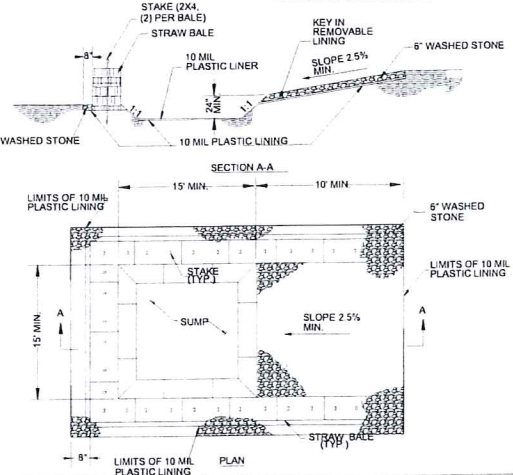 STAKE (2X4,
(2) PER BALE)
STRAW BALE
8"
10 MIL
PLASTIC LINER
KEY IN
REMOVABLE
LINING
SLOPE 2.5%
MIN.
6" WASHED STONE
24"
MIN.
1:1
1:1
WASHED STONE
10 MIL PLASTIC LINING
SECTION A-A
15' MIN.
10' MIN.
LIMITS OF 10 MIL
PLASTIC LINING
6" WASHED
STONE
STAKE
(TYP.)
LIMITS OF 10 MIL
PLASTIC LINING
A
15' MIN.
SUMP
SLOPE 2.5%
MIN.
A
STRAW BALE
(TYP.)
8"
LIMITS OF 10 MIL
PLASTIC LINING
PLAN